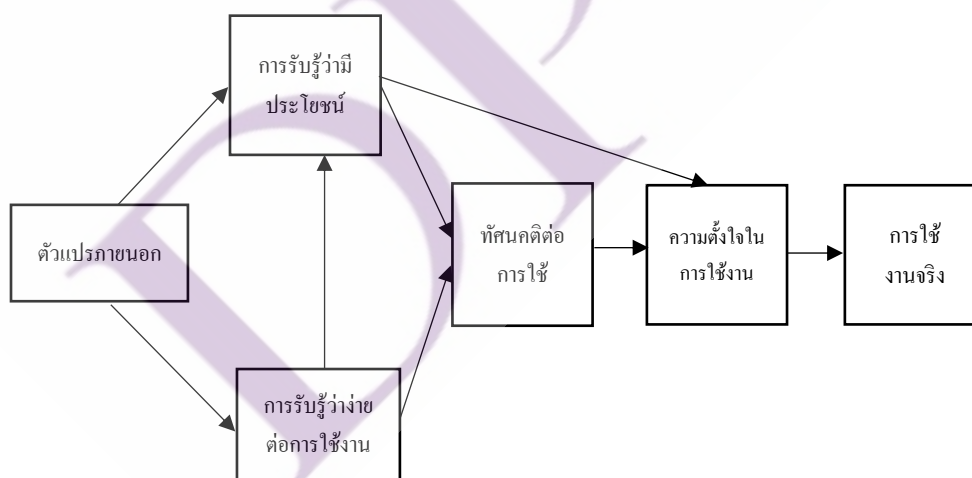 การรับรู้ว่ามี
ประโยชน์
ตัวแปรภายนอก
ทัศนคติต่อ
การใช้
ความตั้งใจใน
การใช้งาน
การใช้
งานจริง
การรับรู้ว่าง่าย
ต่อการใช้งาน